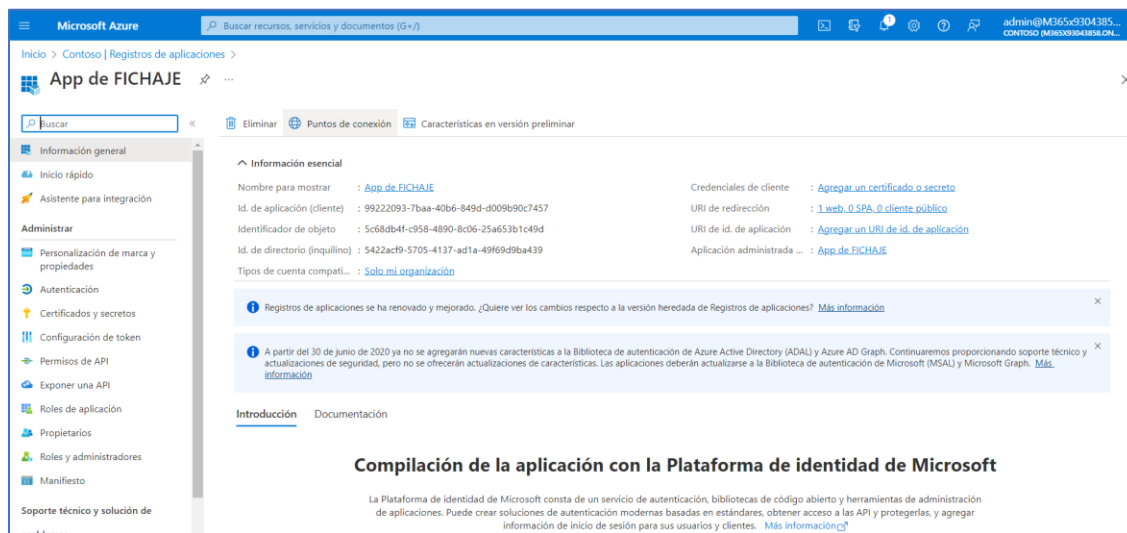 Microsoft Azure
Buscar recursos, servicios y documentos (G+/)
1
admin@M365x9304385...
CONTOSO (M365X93043858.ON...
Inicio > Contoso | Registros de aplicaciones >
App de FICHAJE
...
Buscar
«
Eliminar
Puntos de conexión
Características en versión preliminar
Información general
Inicio rápido
Asistente para integración
Administrar
Personalización de marca y
propiedades
Autenticación
Certificados y secretos
Configuración de token
Permisos de API
Exponer una API
Roles de aplicación
Propietarios
Roles y administradores
Manifiesto
Soporte técnico y solución de
Información esencial
Nombre para mostrar : App de FICHAJE
Id. de aplicación (cliente) : 99222093-7baa-40b6-849d-d009b90c7457
Identificador de objeto : 5c68db4f-c958-4890-8c06-25a653b1c49d
Id. de directorio (inquilino) : 5422acf9-5705-4137-ad1a-49f69d9ba439
Tipos de cuenta compati... : Solo mi organización
Credenciales de cliente : Agregar un certificado o secreto
URI de redirección : 1 web, 0 SPA, 0 cliente público
URI de id. de aplicación : Agregar un URI de id. de aplicación
Aplicación administrada ... : App de FICHAJE
Registros de aplicaciones se ha renovado y mejorado. ¿Quiere ver los cambios respecto a la versión heredada de Registros de aplicaciones? Más información
A partir del 30 de junio de 2020 ya no se agregarán nuevas características a la Biblioteca de autenticación de Azure Active Directory (ADAL) y Azure AD Graph. Continuaremos proporcionando soporte técnico y
actualizaciones de seguridad, pero no se ofrecerán actualizaciones de características. Las aplicaciones deberán actualizarse a la Biblioteca de autenticación de Microsoft (MSAL) y Microsoft Graph. Más
información
Introducción Documentación
Compilación de la aplicación con la Plataforma de identidad de Microsoft
La Plataforma de identidad de Microsoft consta de un servicio de autenticación, bibliotecas de código abierto y herramientas de administración
de aplicaciones. Puede crear soluciones de autenticación modernas basadas en estándares, obtener acceso a las API y protegerlas, y agregar
información de inicio de sesión para sus usuarios y clientes. Más información